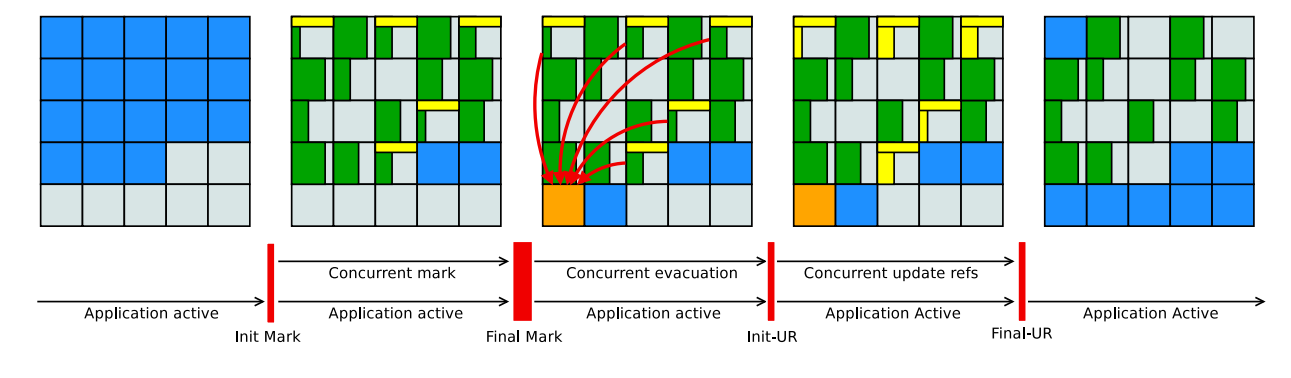 Concurrent mark
Concurrent evacuation
Concurrent update refs
Application active
Application active
Application active
Application Active
Application Active
Init Mark
Final Mark
Init-UR
Final-UR